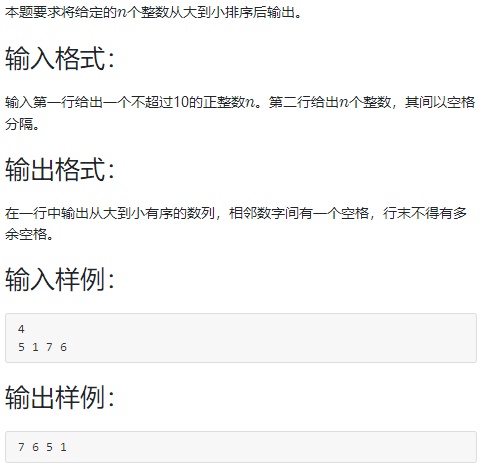 本题要求将给定的n个整数从大到小排序后输出。
输入格式：
输入第一行给出一个不超过10的正整数n。第二行给出n个整数，其间以空格
分隔。
输出格式：
在一行中输出从大到小有序的数列，相邻数字间有一个空格，行末不得有多
余空格。
输入样例：
4
5 1 7 6
输出样例：
7 6 5 1